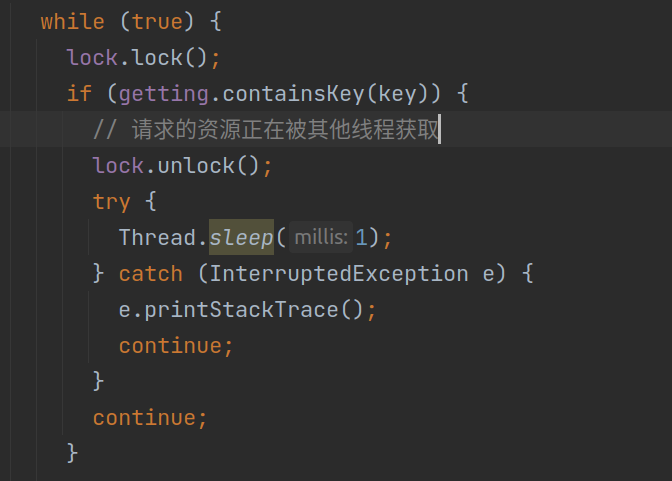 while (true) {
lock.lock();
if (getting.containsKey(key)) {
// 请求的资源正在被其他线程获取
lock.unlock();
try {
Thread.sleep( millis: 1);
} catch (InterruptedException e) {
e.printStackTrace();
continue;
}
continue;
}